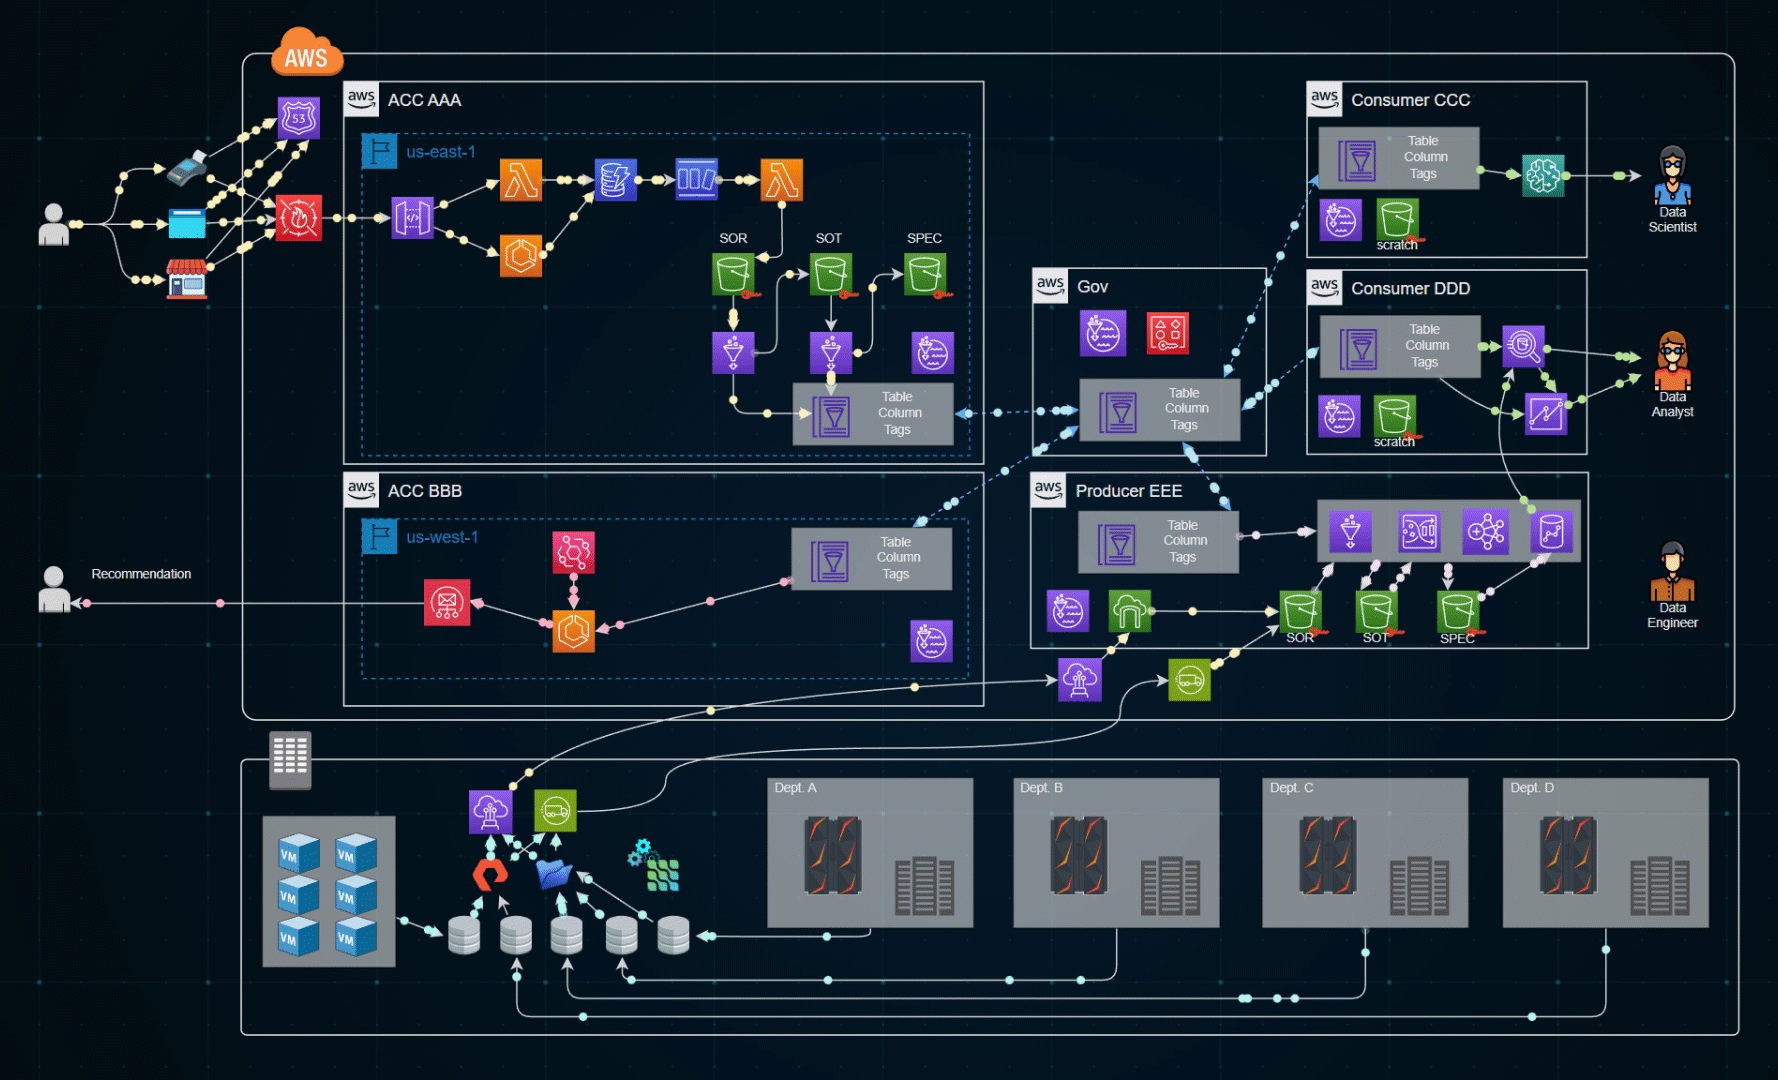 AWS
53
aws
ACC AAA
us-east-1
SOR
SOT
SPEC
Table
Column
Tags
aws
Gov
Table
Column
Tags
aws
Consumer CCC
Table
Column
Tags
scratch
Data
Scientist
aws
Consumer DDD
Table
Column
Tags
scratch
Data
Analyst
aws
ACC BBB
us-west-1
Recommendation
Table
Column
Tags
aws
Producer EEE
Table
Column
Tags
SOR
SOT
SPEC
Data
Engineer
VM
VM
VM
VM
VM
VM
Dept. A
Dept. B
Dept. C
Dept. D